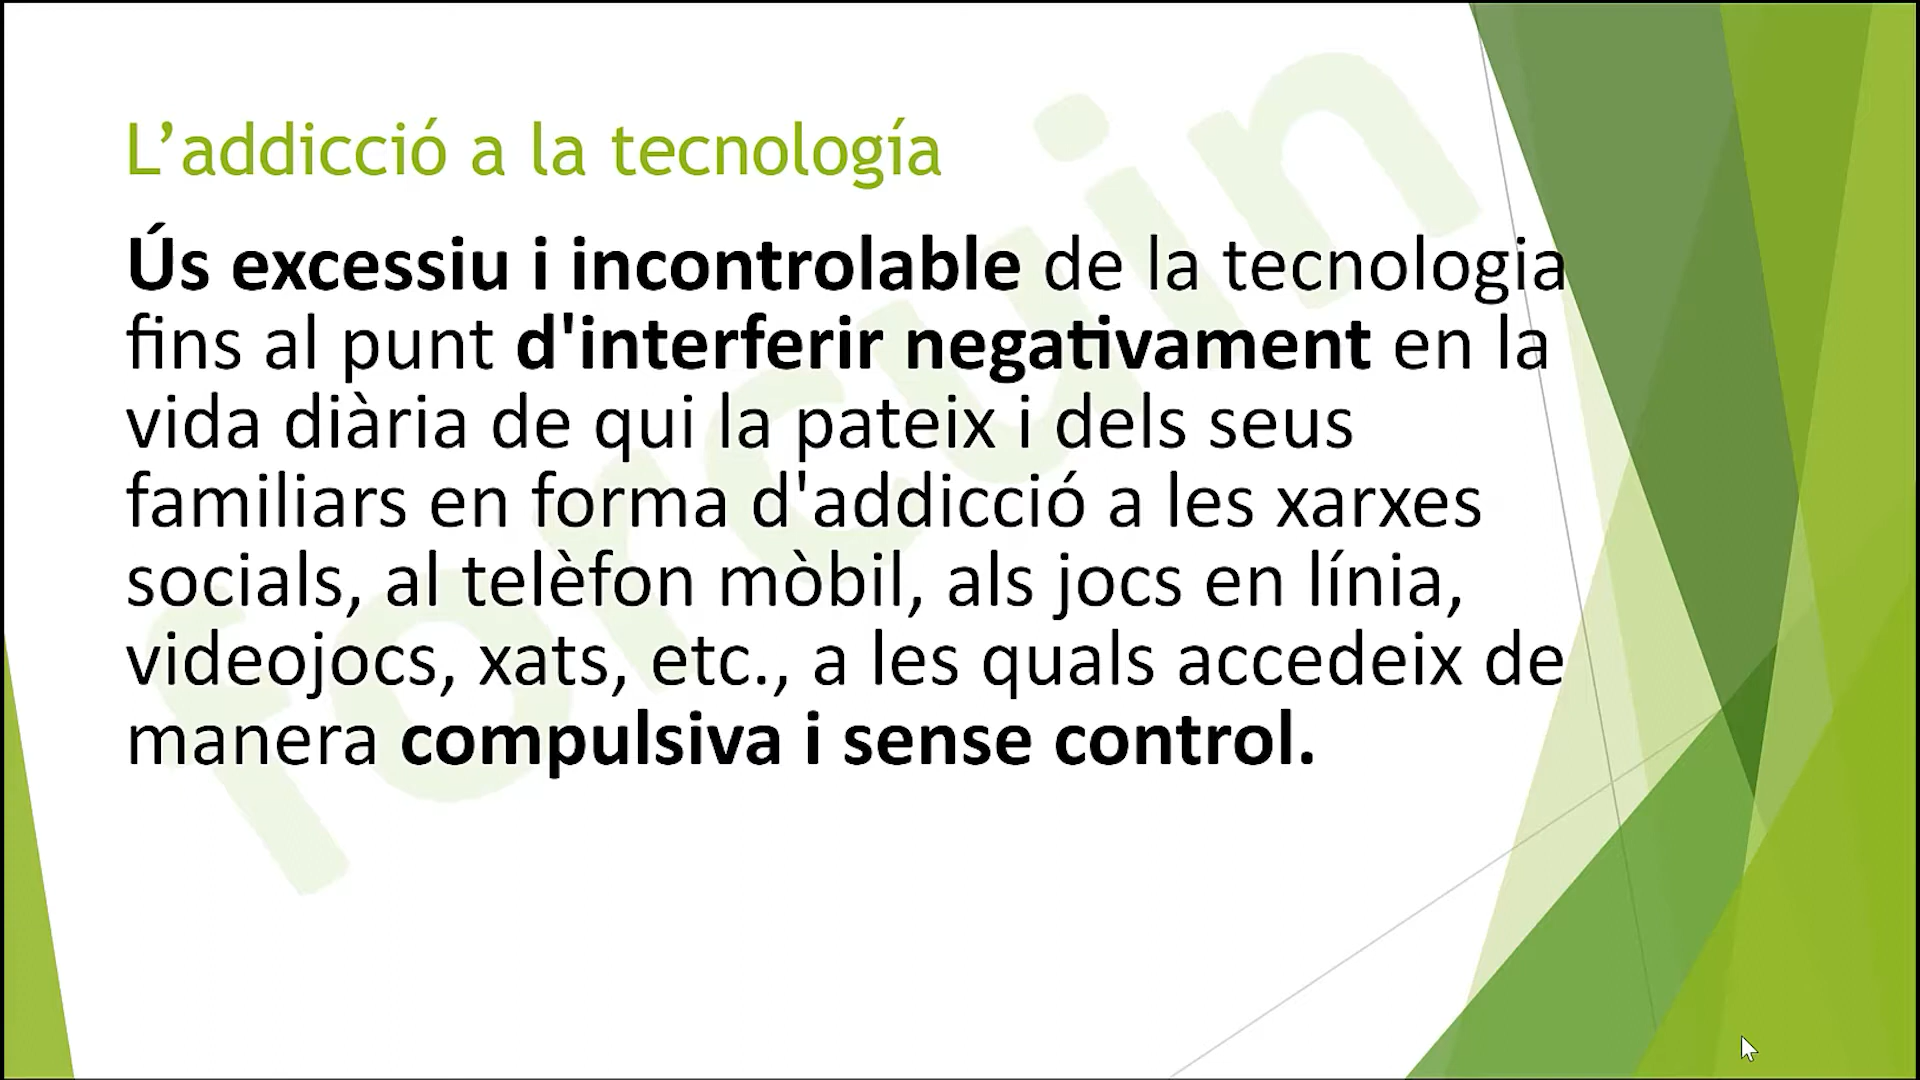 L’addicció a la tecnología
Ús excessiu i incontrolable de la tecnologia
fins al punt d'interferir negativament en la
vida diària de qui la pateix i dels seus
familiars en forma d'addicció a les xarxes
socials, al telèfon mòbil, als jocs en línia,
videojocs, xats, etc., a les quals accedeix de
manera compulsiva i sense control.
forcuin